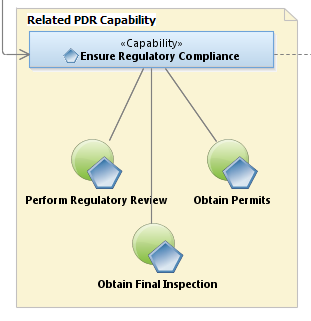 Related PDR Capability
«Capability»
Ensure Regulatory Compliance
Perform Regulatory Review
Obtain Permits
Obtain Final Inspection